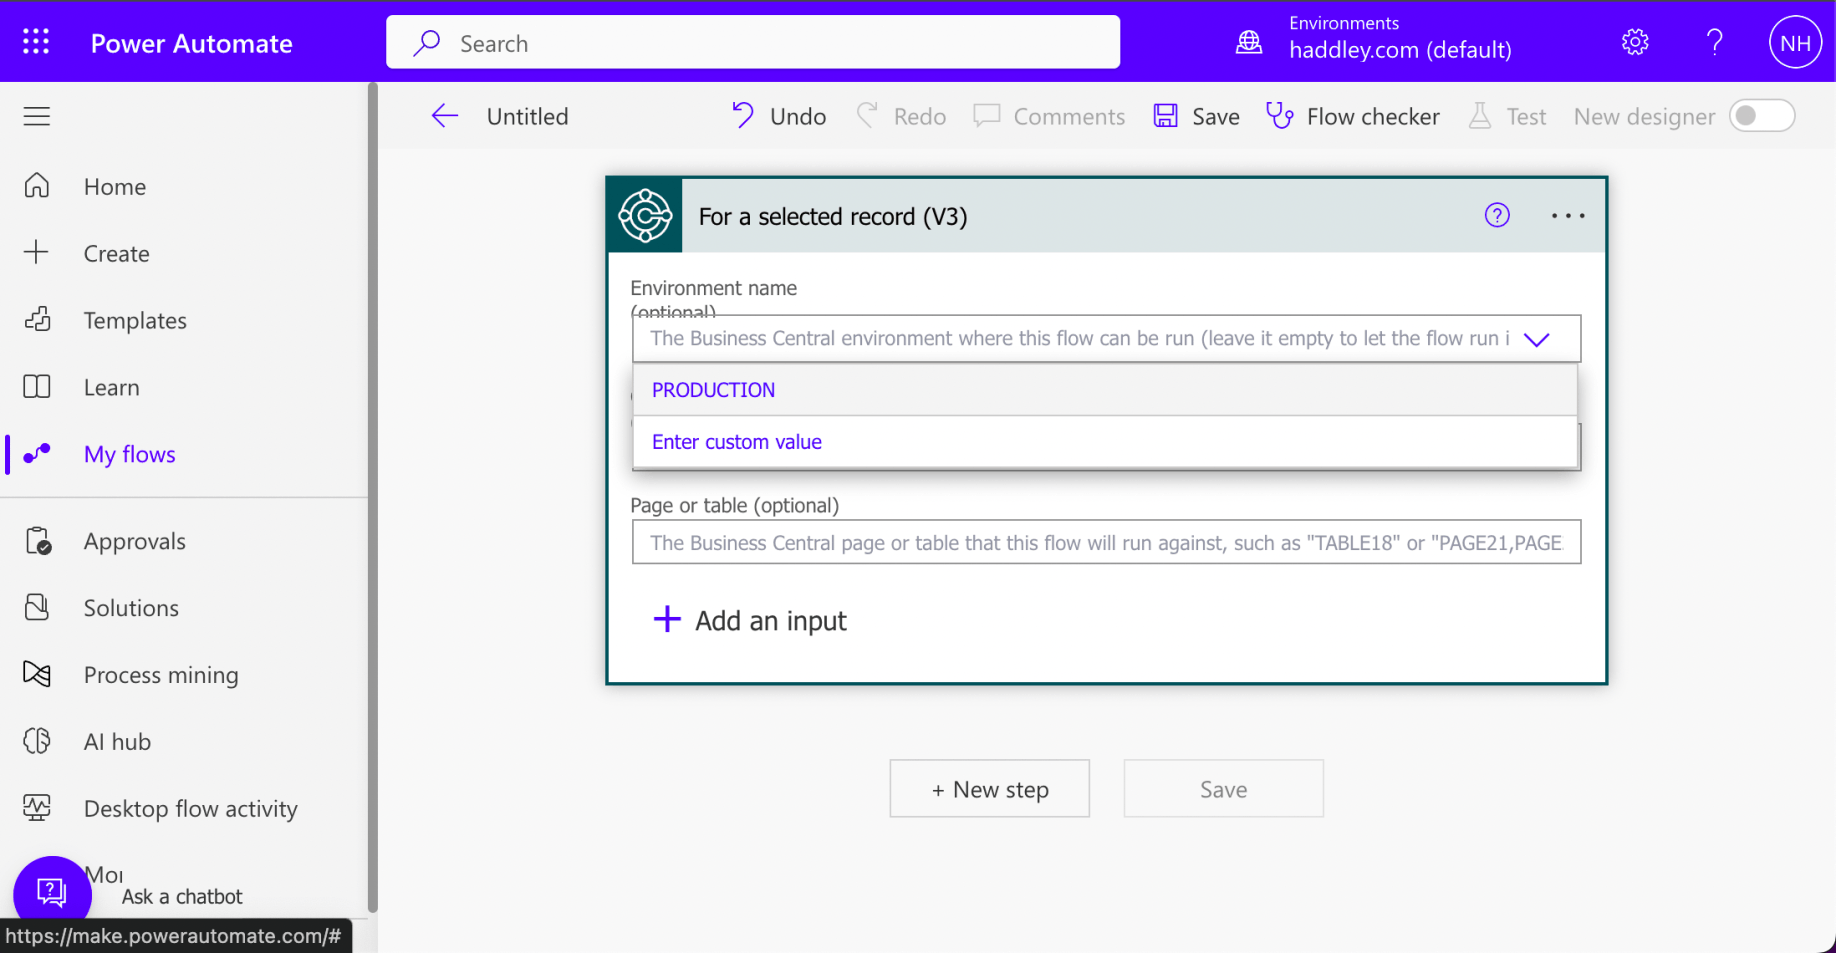 Power Automate
Search
Environments
haddley.com (default)
?
NH
Untitled
Undo
Redo
Comments
Save
Flow checker
Test
New designer
Home
Create
Templates
Learn
My flows
Approvals
Solutions
Process mining
AI hub
Desktop flow activity
Ask a chatbot
https://make.powerautomate.com/#
For a selected record (V3)
?
Environment name
(optional)
The Business Central environment where this flow can be run (leave it empty to let the flow run i
PRODUCTION
Enter custom value
Page or table (optional)
The Business Central page or table that this flow will run against, such as "TABLE18" or "PAGE21,PAGE
+ Add an input
+ New step
Save